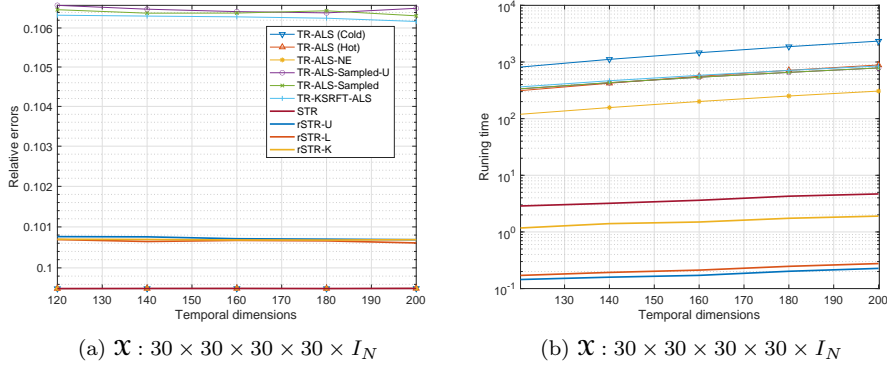 0.106
0.105
0.104
0.103
0.102
0.101
0.1
Relative errors
TR-ALS (Cold)
TR-ALS (Hot)
TR-ALS-NE
TR-ALS-Sampled-U
TR-ALS-Sampled
TR-KSRFT-ALS
STR
rSTR-U
rSTR-L
rSTR-K
120 130 140 150 160 170 180 190 200
Temporal dimensions
(a) 𝕏 : 30 × 30 × 30 × 30 × I_N
10^4
10^3
10^2
10^1
10^0
10^-1
Runing time
130 140 150 160 170 180 190 200
Temporal dimensions
(b) 𝕏 : 30 × 30 × 30 × 30 × I_N